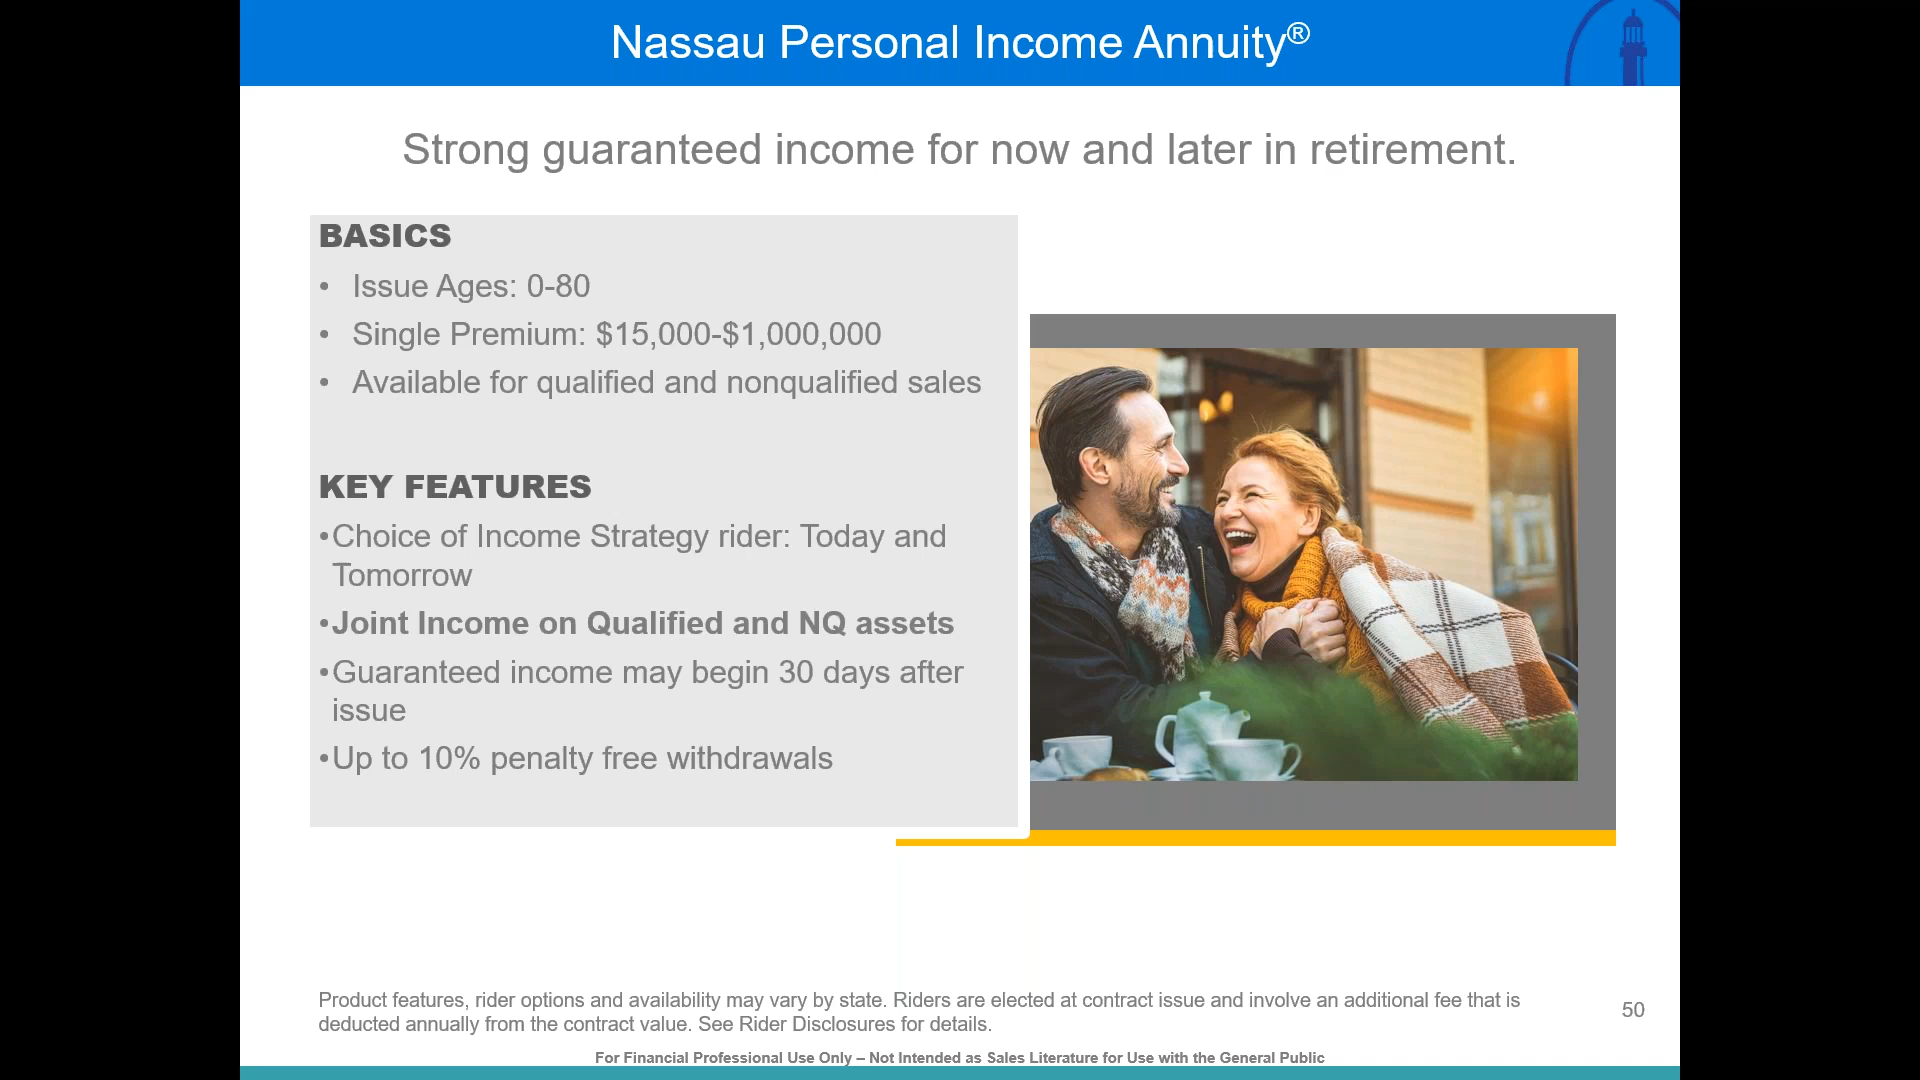 Nassau Personal Income Annuity®
Strong guaranteed income for now and later in retirement.
BASICS
• Issue Ages: 0-80
• Single Premium: $15,000-$1,000,000
• Available for qualified and nonqualified sales
KEY FEATURES
•Choice of Income Strategy rider: Today and
Tomorrow
•Joint Income on Qualified and NQ assets
•Guaranteed income may begin 30 days after
issue
•Up to 10% penalty free withdrawals
Product features, rider options and availability may vary by state. Riders are elected at contract issue and involve an additional fee that is
deducted annually from the contract value. See Rider Disclosures for details.
50
For Financial Professional Use Only – Not Intended as Sales Literature for Use with the General Public